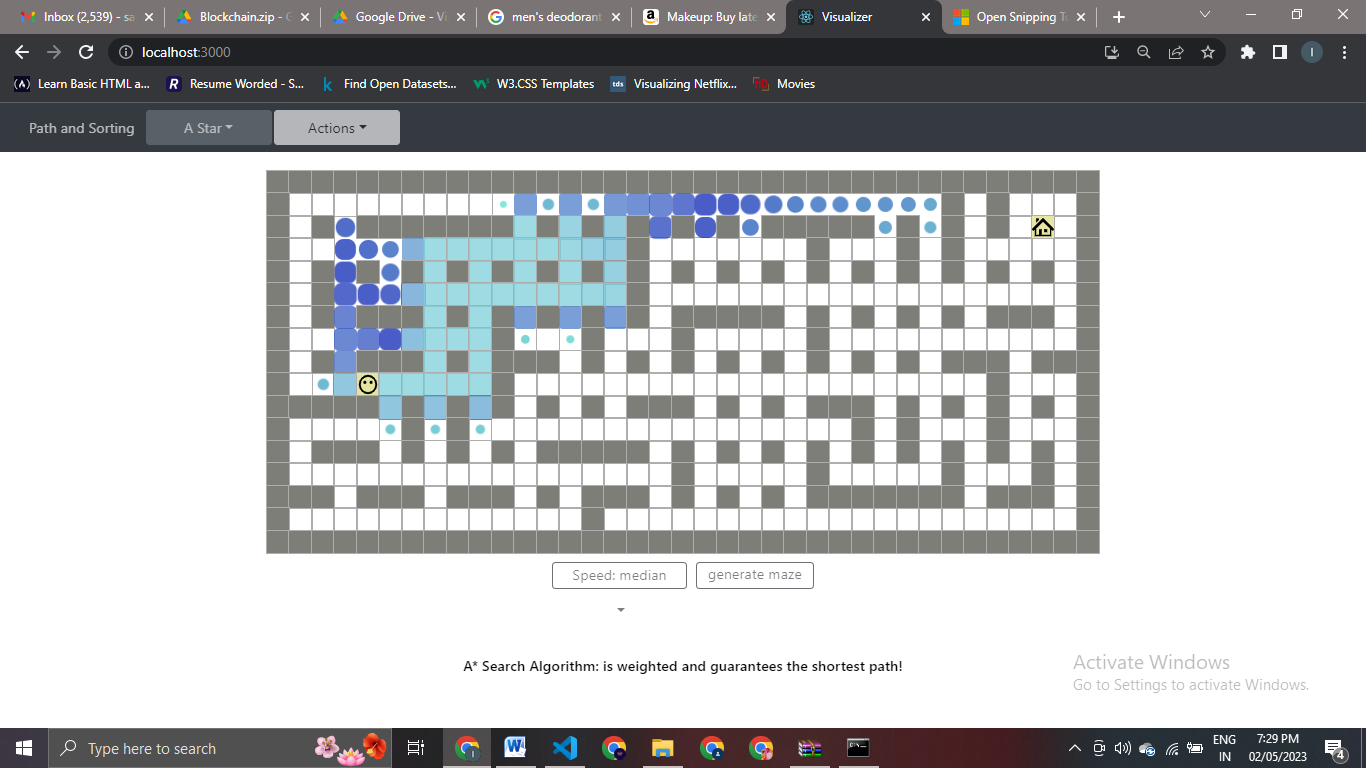 Inbox (2,539) - sa
Blockchain.zip - G
Google Drive - Vi
men's deodorant
Makeup: Buy late
Visualizer
Open Snipping T
localhost:3000
I
Learn Basic HTML a...
Resume Worded - S...
Find Open Datasets...
W3.CSS Templates
tds
Visualizing Netflix...
Movies
Path and Sorting
A Star
Actions
Speed: median
generate maze
A* Search Algorithm: is weighted and guarantees the shortest path!
Activate Windows
Go to Settings to activate Windows.
Type here to search
ENG
IN
7:29 PM
02/05/2023
4